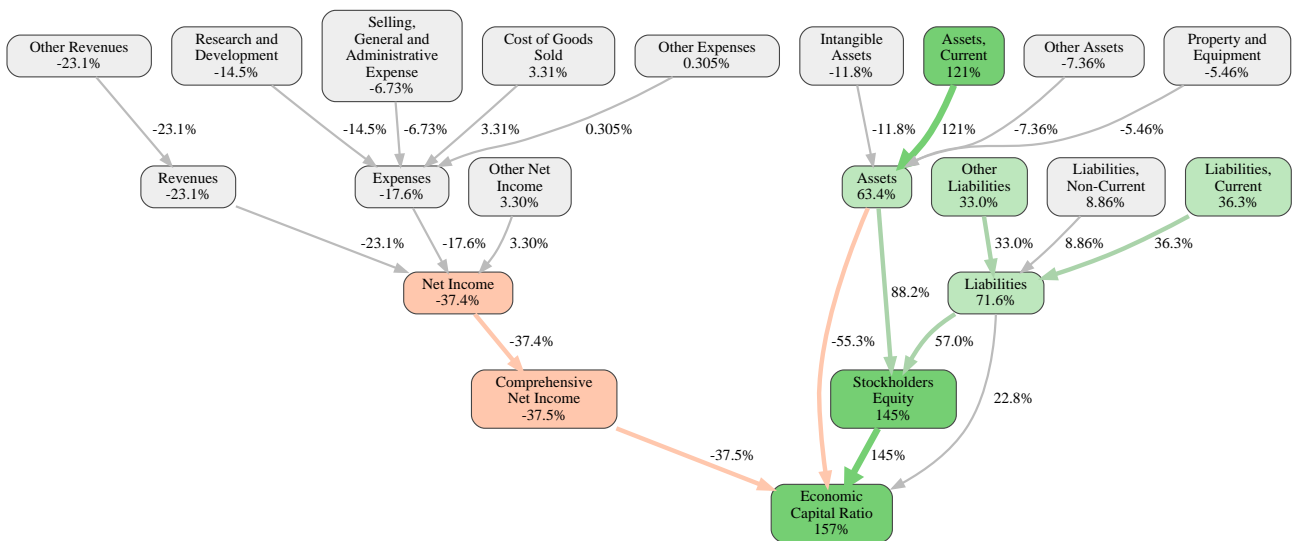 Other Revenues
-23.1%
Research and
Development
-14.5%
Selling,
General and
Administrative
Expense
-6.73%
Cost of Goods
Sold
3.31%
Other Expenses
0.305%
Intangible
Assets
-11.8%
Assets,
Current
121%
Other Assets
-7.36%
Property and
Equipment
-5.46%
-23.1%
-14.5%
-6.73%
3.31%
0.305%
-11.8%
121%
-7.36%
-5.46%
Revenues
-23.1%
Expenses
-17.6%
Other Net
Income
3.30%
Assets
63.4%
Other
Liabilities
33.0%
Liabilities,
Non-Current
8.86%
Liabilities,
Current
36.3%
-23.1%
-17.6%
3.30%
33.0%
8.86%
36.3%
Net Income
-37.4%
88.2%
Liabilities
71.6%
-37.4%
-55.3%
57.0%
Comprehensive
Net Income
-37.5%
Stockholders
Equity
145%
22.8%
-37.5%
145%
Economic
Capital Ratio
157%